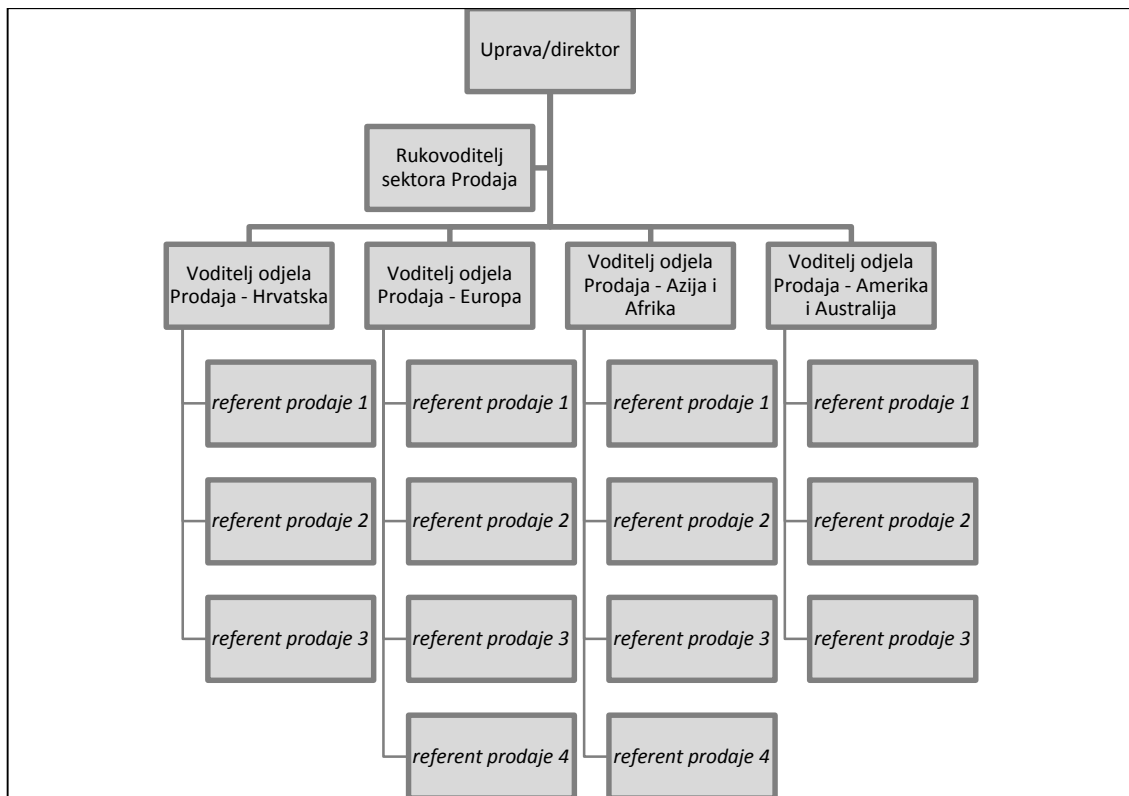 Uprava/direktor
Rukovoditelj
sektora Prodaja
Voditelj odjela
Prodaja - Hrvatska
Voditelj odjela
Prodaja - Europa
Voditelj odjela
Prodaja - Azija i
Afrika
Voditelj odjela
Prodaja - Amerika
i Australija
referent prodaje 1
referent prodaje 1
referent prodaje 1
referent prodaje 1
referent prodaje 2
referent prodaje 2
referent prodaje 2
referent prodaje 2
referent prodaje 3
referent prodaje 3
referent prodaje 3
referent prodaje 3
referent prodaje 4
referent prodaje 4